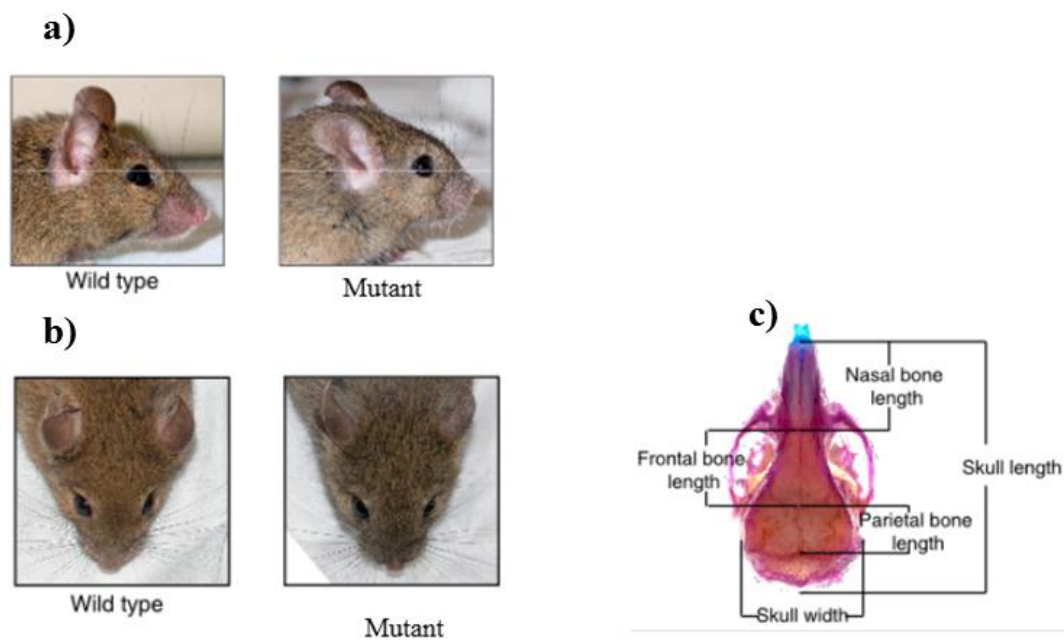 a)
Wild type
Mutant
b)
Wild type
Mutant
c)
Nasal bone
length
Frontal bone
length
Skull length
Parietal bone
length
Skull width